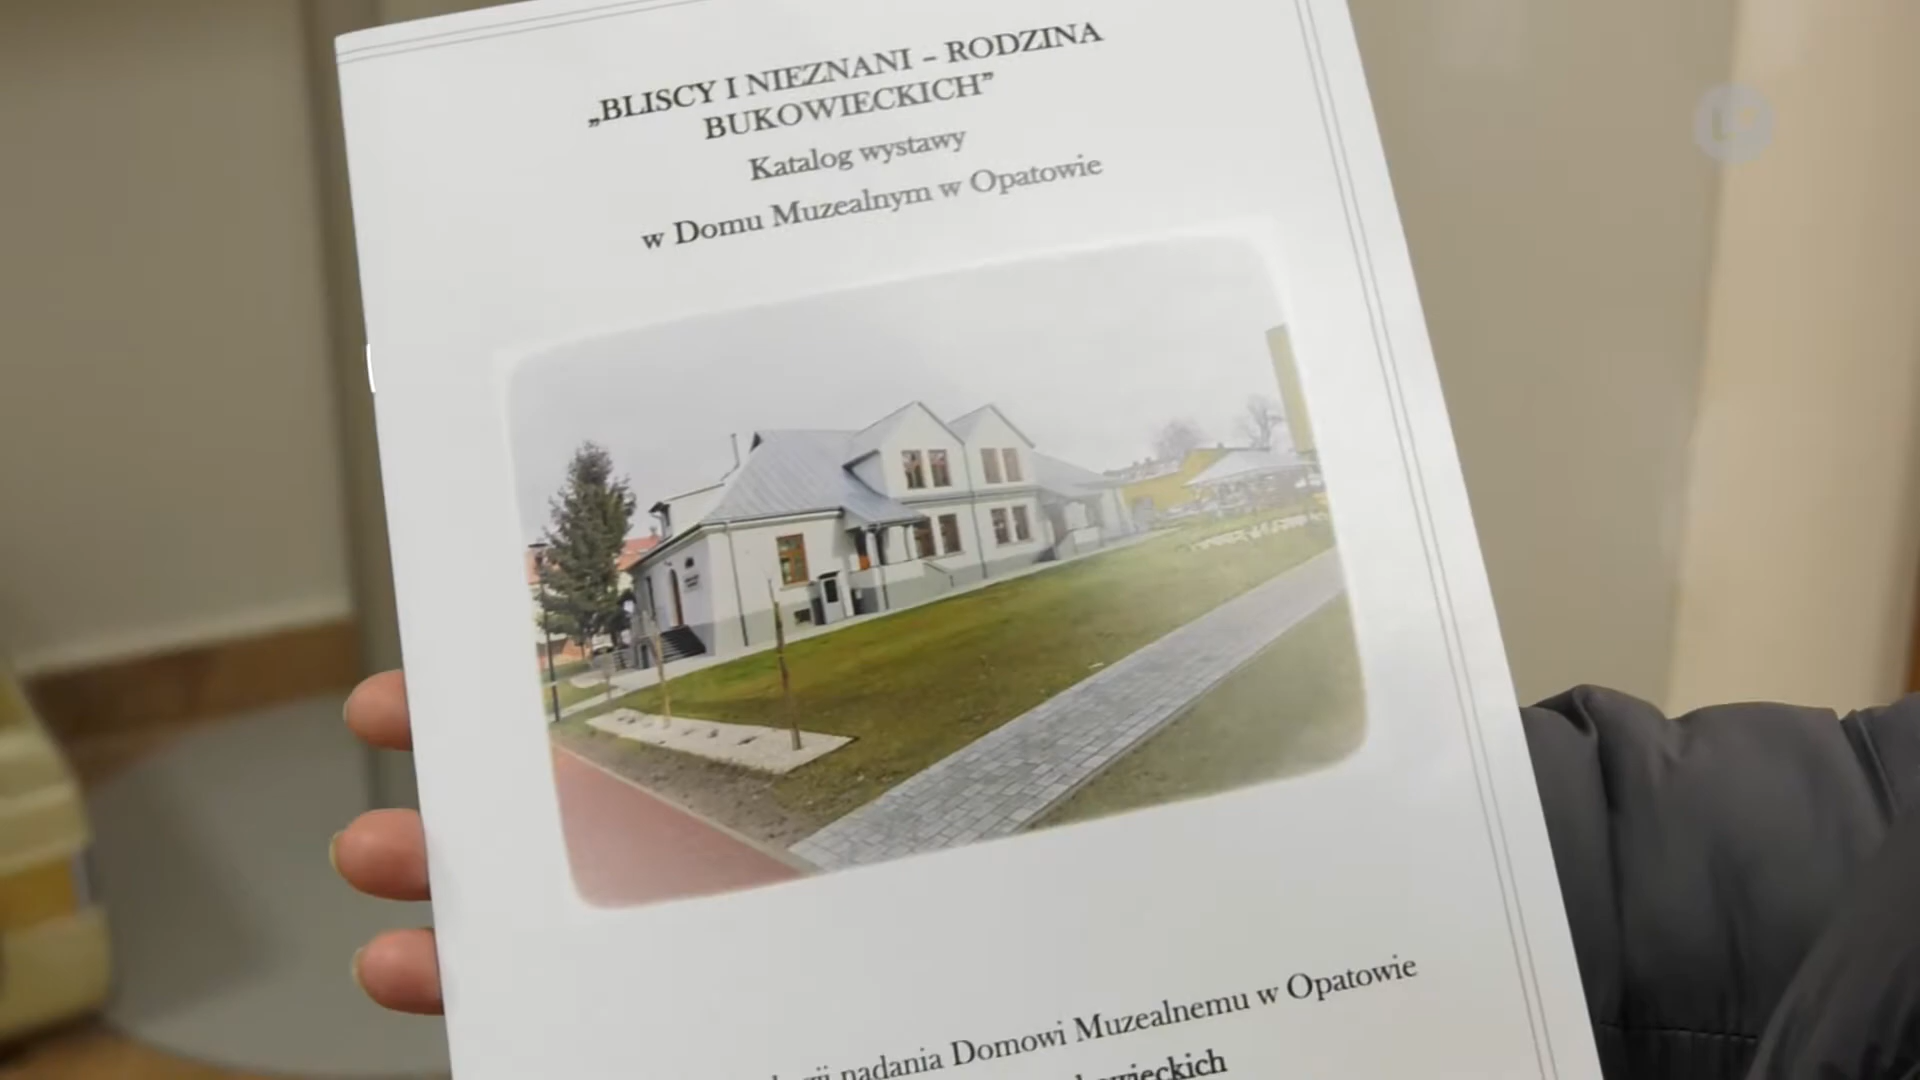 „BLISCY I NIEZNANI – RODZINA
BUKOWIECKICH”
Katalog wystawy
w Domu Muzealnym w Opatowie
nadania Domowi Muzealnemu w Opatowie